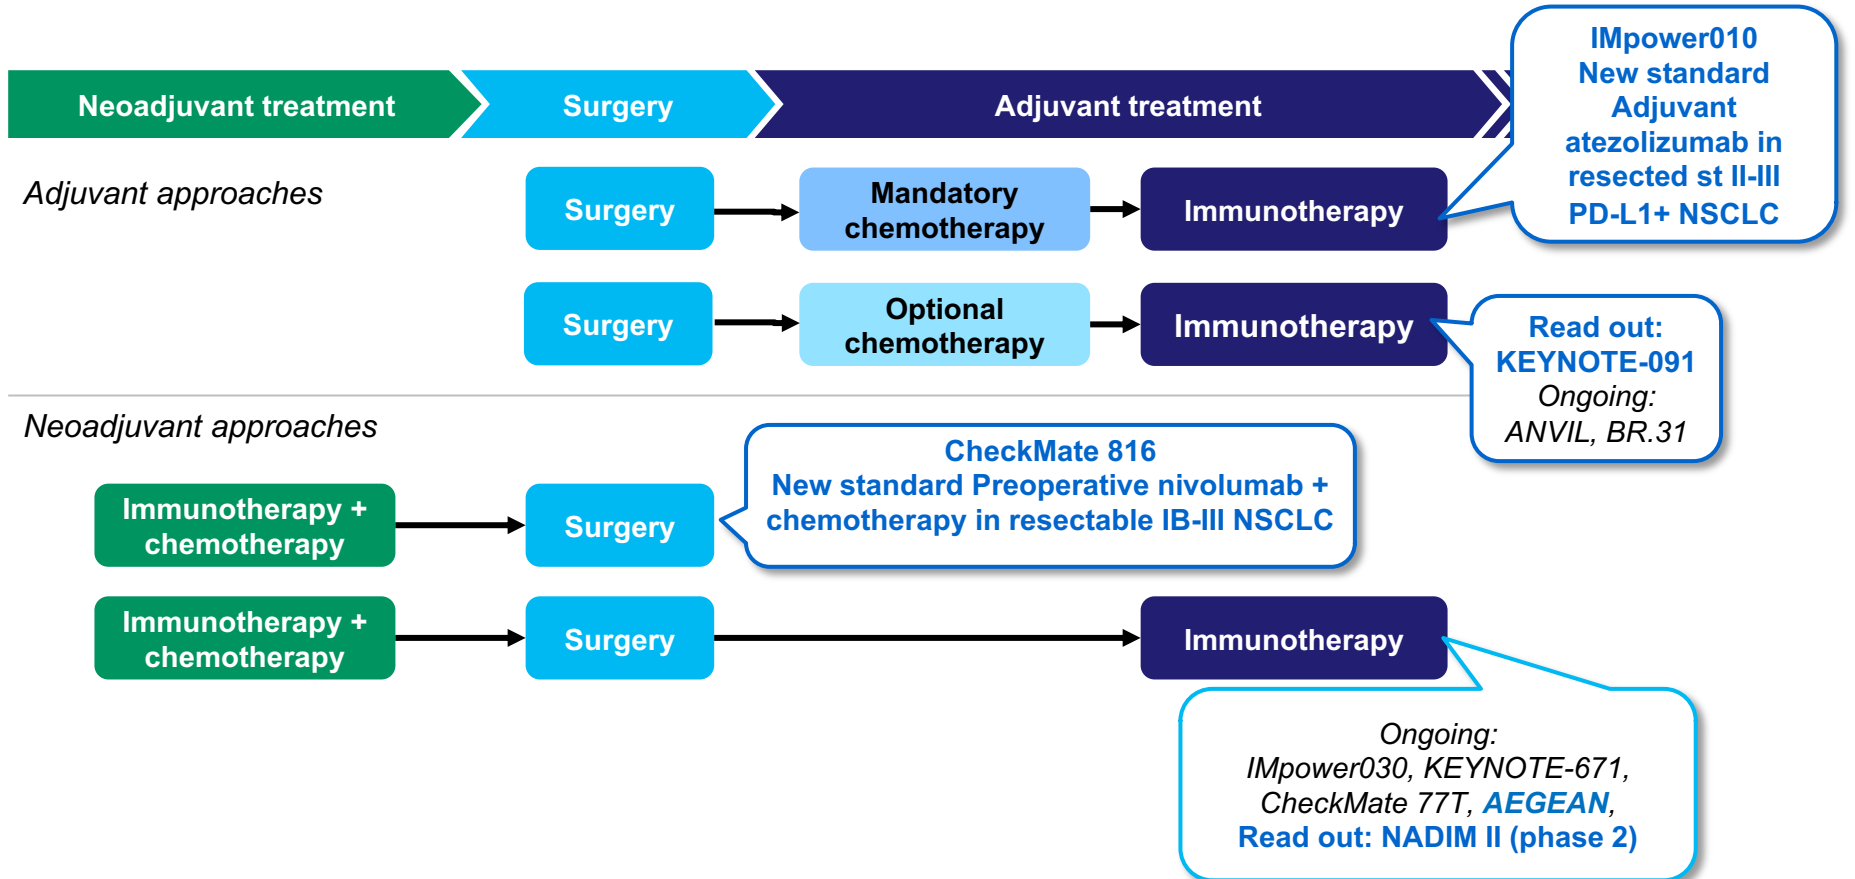 Neoadjuvant treatment
Surgery
Adjuvant treatment
IMpower010
New standard
Adjuvant
atezolizumab in
resected st II-III
PD-L1+ NSCLC
Adjuvant approaches
Surgery
Mandatory
chemotherapy
Immunotherapy
Surgery
Optional
chemotherapy
Immunotherapy
Read out:
KEYNOTE-091
Ongoing:
ANVIL, BR.31
Neoadjuvant approaches
Immunotherapy +
chemotherapy
Surgery
CheckMate 816
New standard Preoperative nivolumab +
chemotherapy in resectable IB-III NSCLC
Immunotherapy +
chemotherapy
Surgery
Immunotherapy
Ongoing:
IMpower030, KEYNOTE-671,
CheckMate 77T, AEGEAN,
Read out: NADIM II (phase 2)